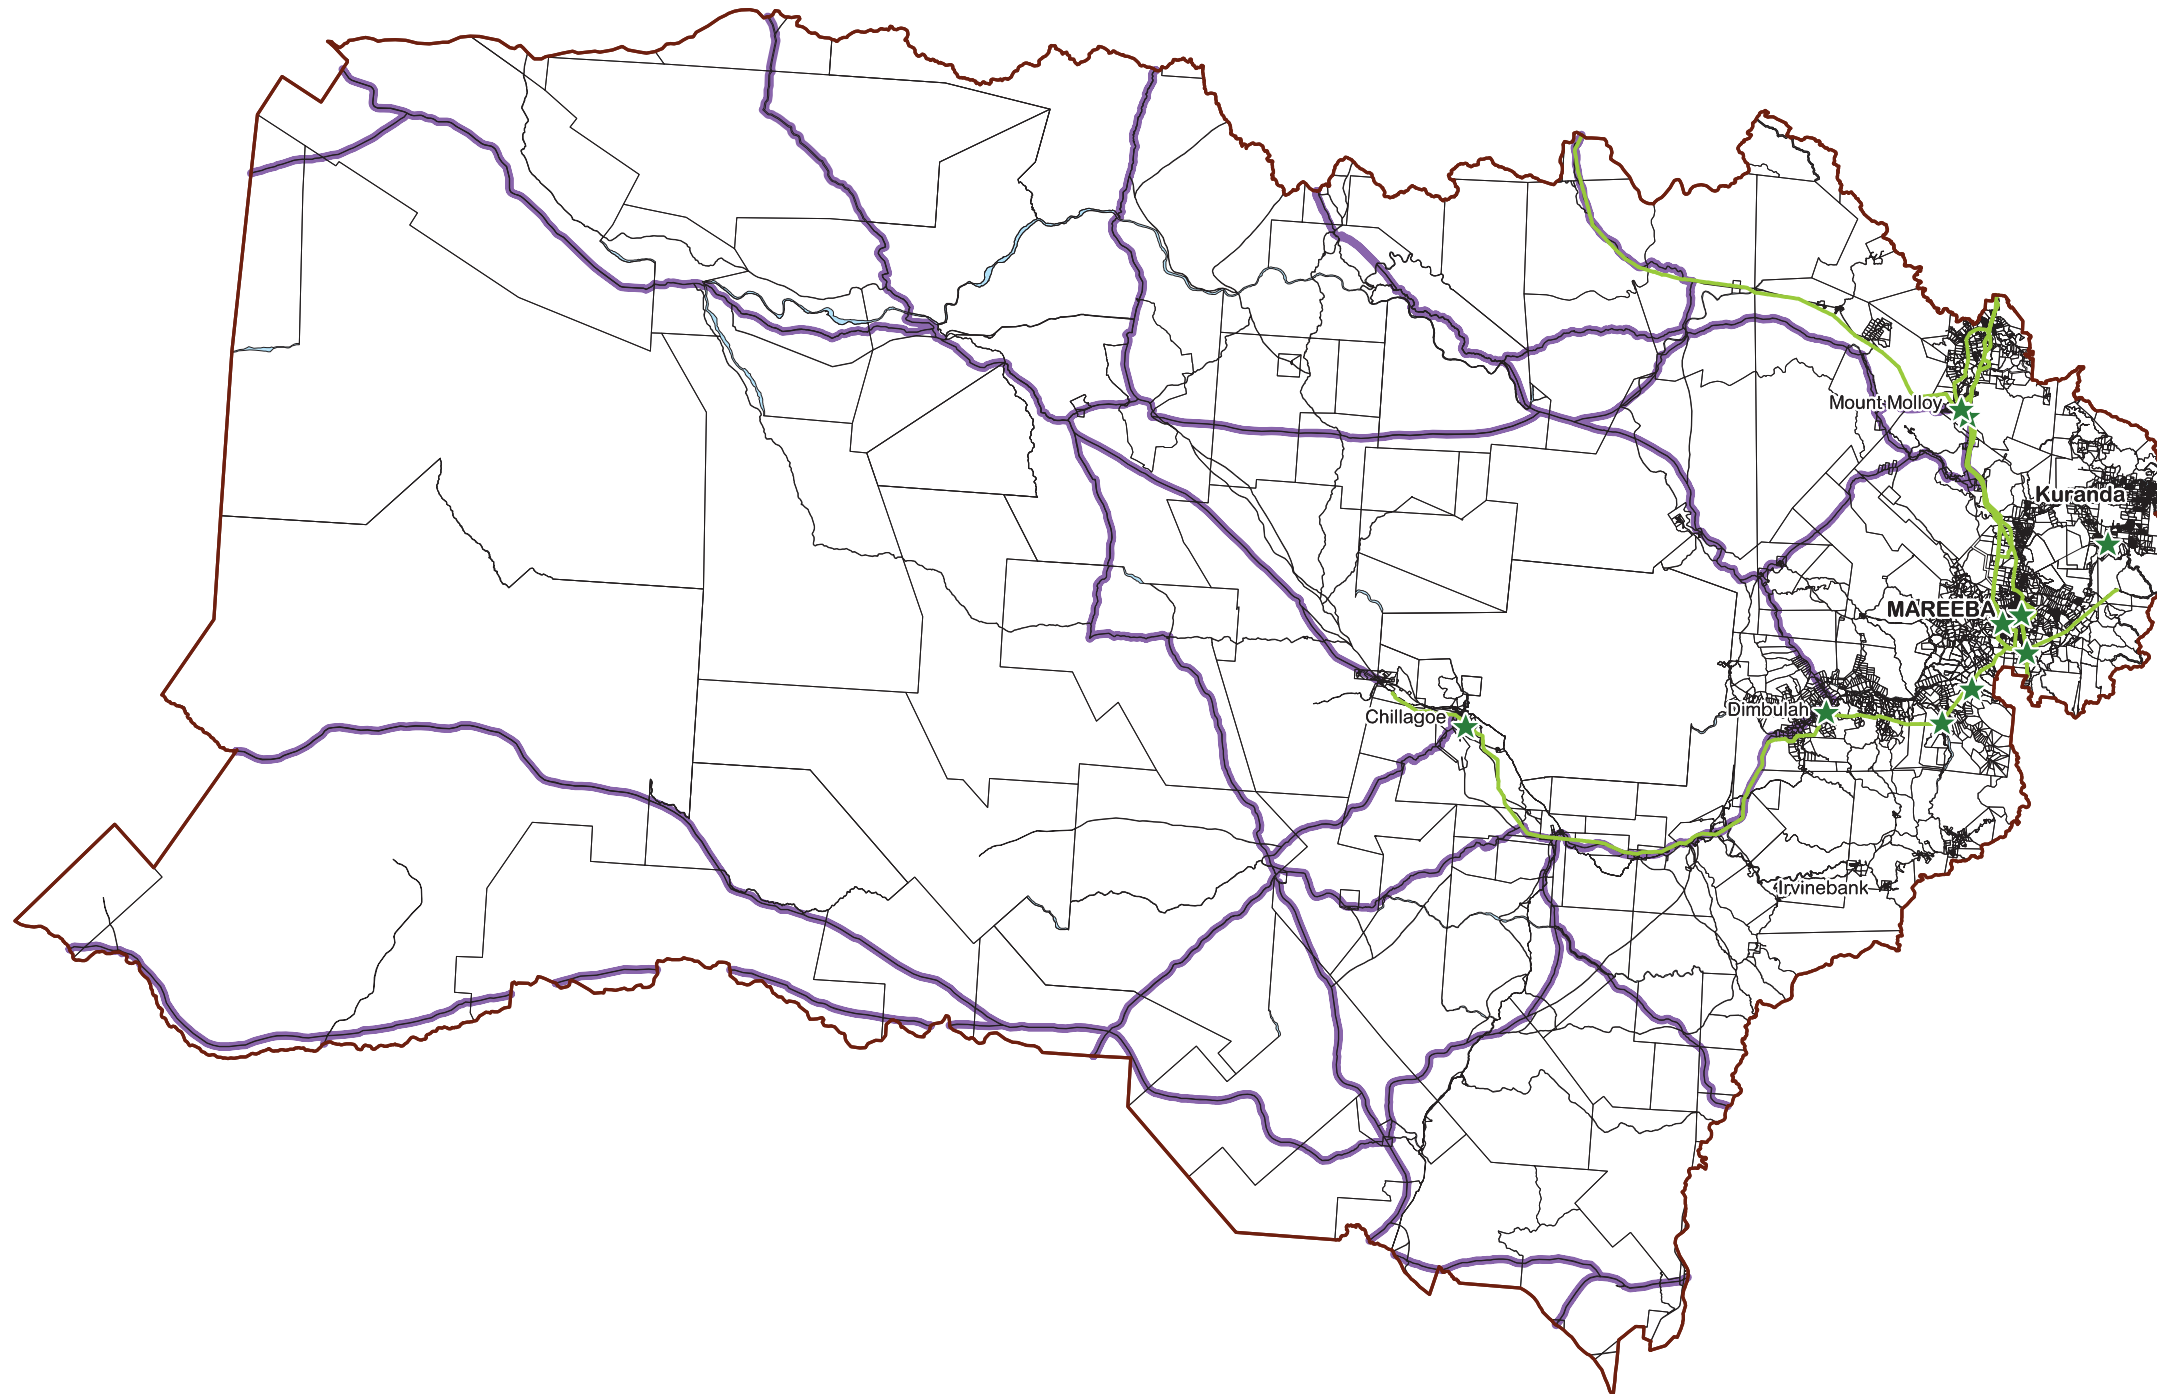 Mount Molloy
Kuranda
MAREEBA
Dimbulah
Chillagoe
Irvinebank